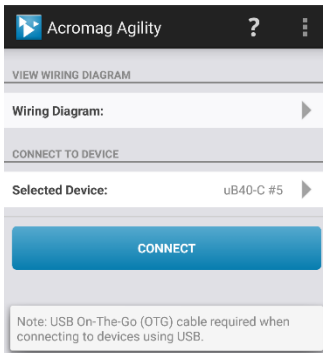 Acromag Agility ?
VIEW WIRING DIAGRAM
Wiring Diagram:
CONNECT TO DEVICE
Selected Device: uB40-C #5
CONNECT
Note: USB On-The-Go (OTG) cable required when
connecting to devices using USB.